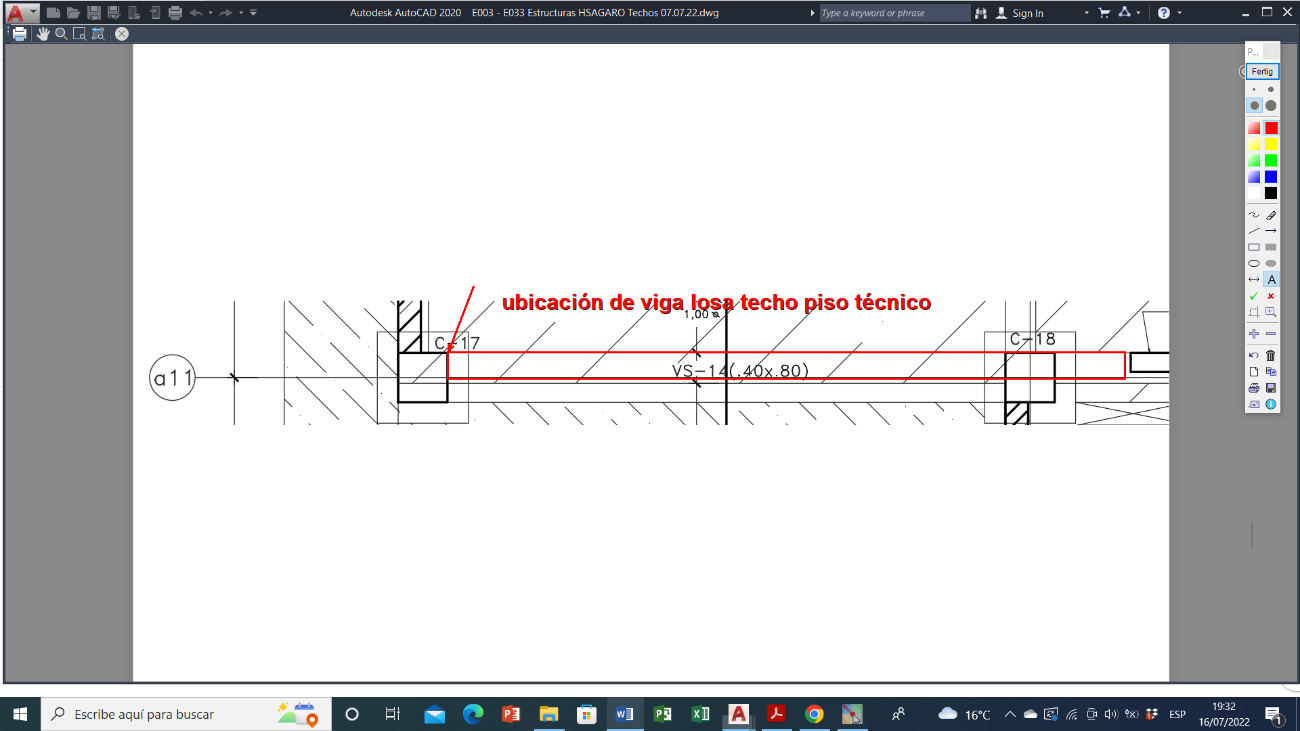 Autodesk AutoCAD 2020 E003 - E033 Estructuras HSAGARO Techos 07.07.22.dwg
Type a keyword or phrase
Sign In
P...
Fertig
ubicación de viga losa techo piso técnico
1,00
C-17
C-18
a11
VS-14(.40x.80)
Escribe aquí para buscar
16°C
ESP
19:32
16/07/2022
1